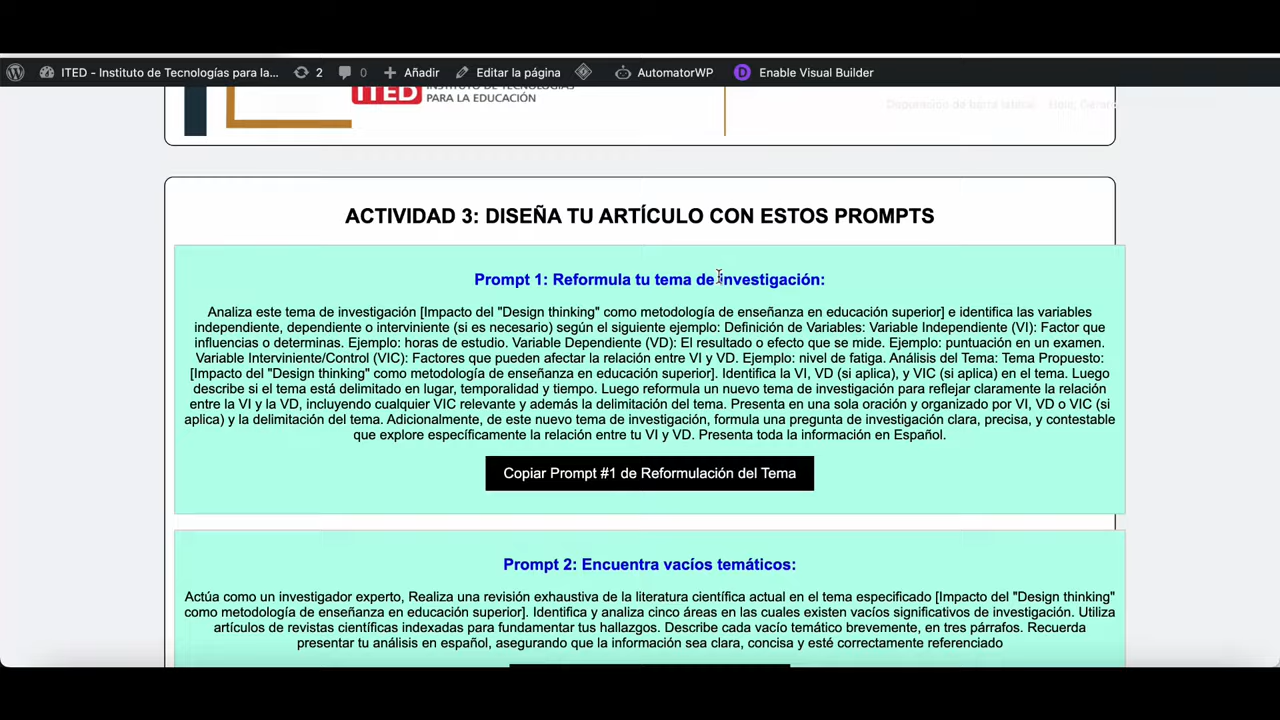 ITED - Instituto de Tecnologías para la... 2 0 Añadir Editar la página AutomatorWP D Enable Visual Builder
ITED
PARA LA EDUCACIÓN
ACTIVIDAD 3: DISEÑA TU ARTÍCULO CON ESTOS PROMPTS
Prompt 1: Reformula tu tema de investigación:
Analiza este tema de investigación [Impacto del "Design thinking" como metodología de enseñanza en educación superior] e identifica las variables
independiente, dependiente o interviniente (si es necesario) según el siguiente ejemplo: Definición de Variables: Variable Independiente (VI): Factor que
influencias o determinas. Ejemplo: horas de estudio. Variable Dependiente (VD): El resultado o efecto que se mide. Ejemplo: puntuación en un examen.
Variable Interviniente/Control (VIC): Factores que pueden afectar la relación entre VI y VD. Ejemplo: nivel de fatiga. Análisis del Tema: Tema Propuesto:
[Impacto del "Design thinking" como metodología de enseñanza en educación superior]. Identifica la VI, VD (si aplica), y VIC (si aplica) en el tema. Luego
describe si el tema está delimitado en lugar, temporalidad y tiempo. Luego reformula un nuevo tema de investigación para reflejar claramente la relación
entre la VI y la VD, incluyendo cualquier VIC relevante y además la delimitación del tema. Presenta en una sola oración y organizado por VI, VD o VIC (si
aplica) y la delimitación del tema. Adicionalmente, de este nuevo tema de investigación, formula una pregunta de investigación clara, precisa, y contestable
que explore específicamente la relación entre tu VI y VD. Presenta toda la información en Español.
Copiar Prompt #1 de Reformulación del Tema
Prompt 2: Encuentra vacíos temáticos:
Actúa como un investigador experto, Realiza una revisión exhaustiva de la literatura científica actual en el tema especificado [Impacto del "Design thinking"
como metodología de enseñanza en educación superior]. Identifica y analiza cinco áreas en las cuales existen vacíos significativos de investigación. Utiliza
artículos de revistas científicas indexadas para fundamentar tus hallazgos. Describe cada vacío temático brevemente, en tres párrafos. Recuerda
presentar tu análisis en español, asegurando que la información sea clara, concisa y esté correctamente referenciado